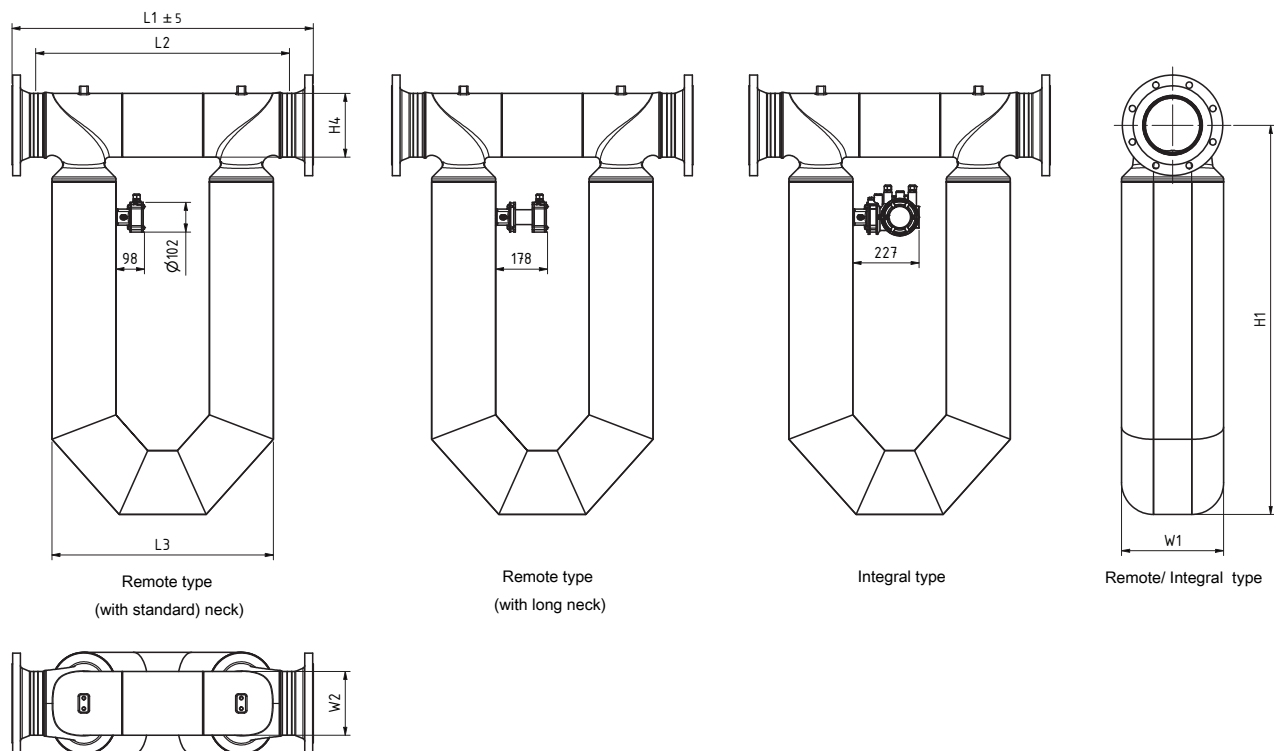 L1 ± 5
L2
H4
98
Ø102
178
227
H1
L3
W1
Remote type
(with standard) neck)
Remote type
(with long neck)
Integral type
Remote/ Integral type
W2